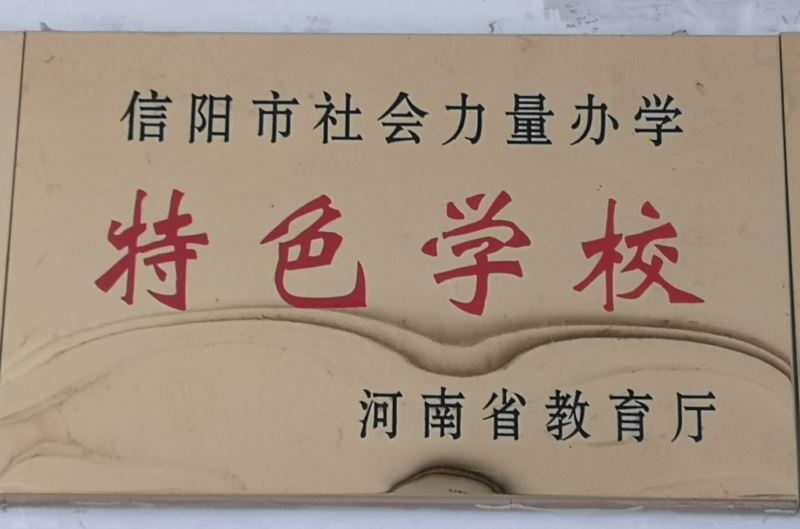 信阳市社会力量办学
特色学校
河南省教育厅